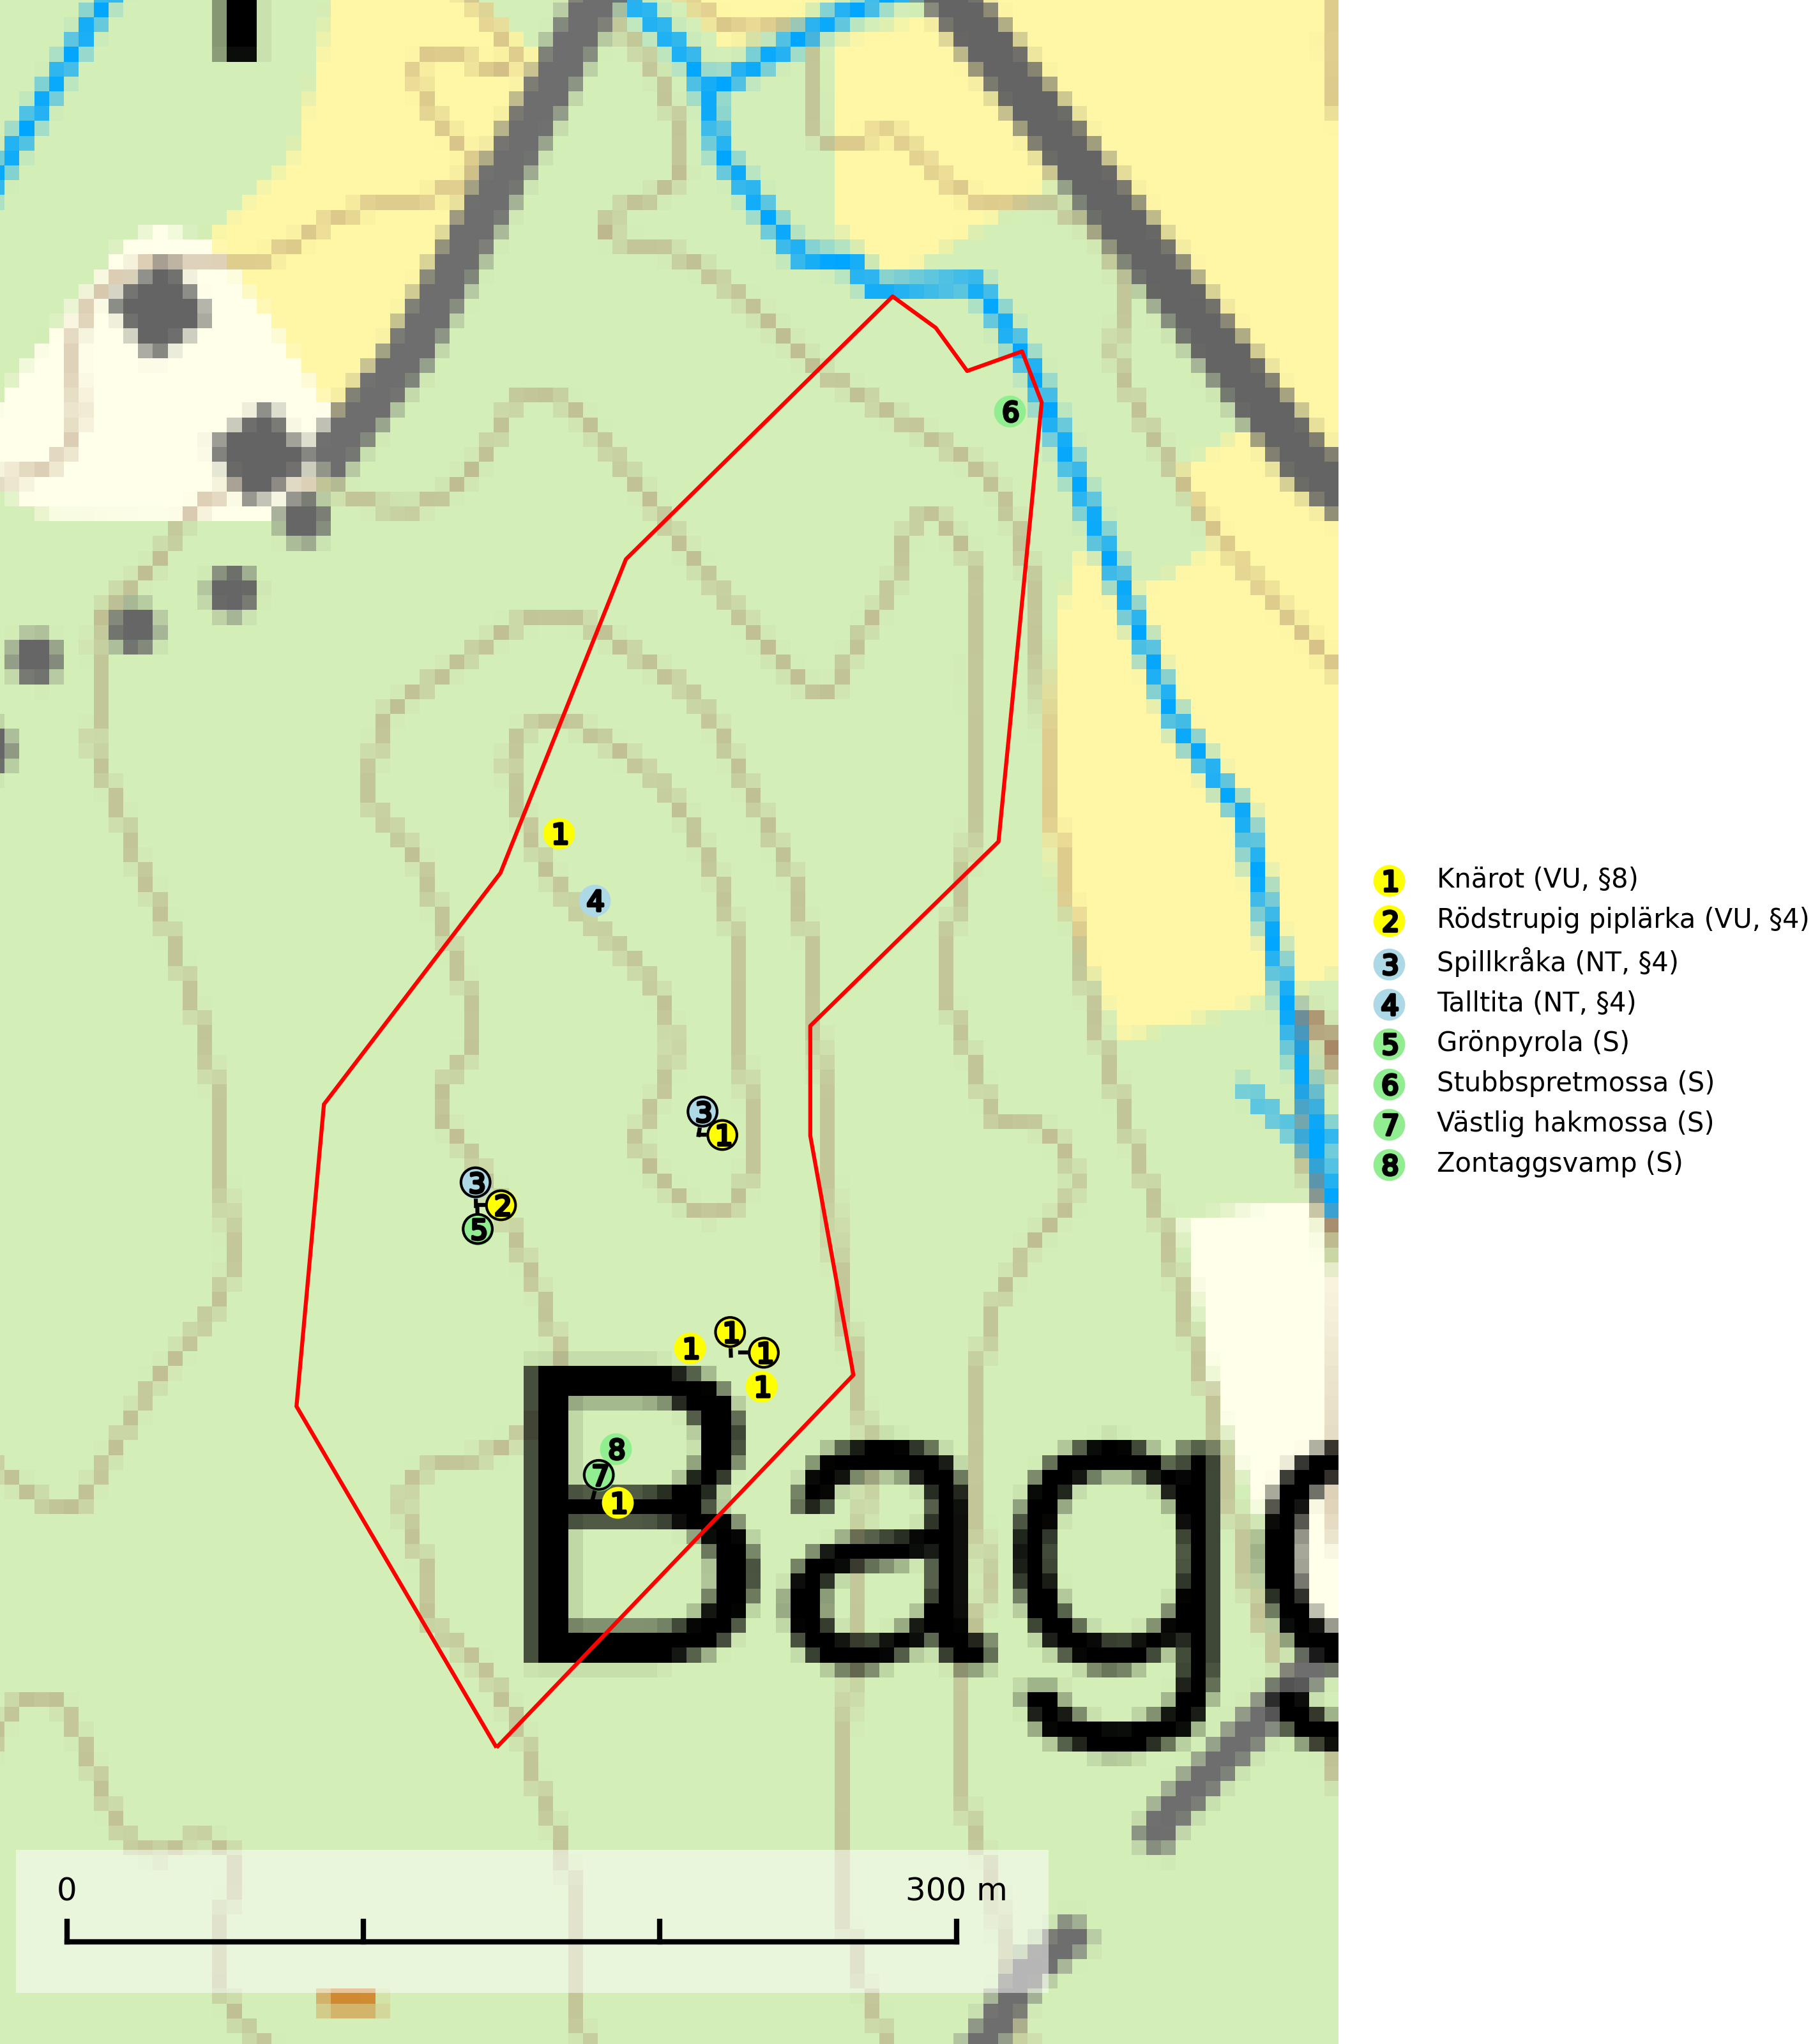 6
1
4
3
1
3
2
5
1
1
1
1
8
7
1
Bag
0 300 m
1 Knärot (VU, §8)
2 Rödstrupig piplärka (VU, §4)
3 Spillkråka (NT, §4)
4 Talltita (NT, §4)
5 Grönpyrola (S)
6 Stubbspretmossa (S)
7 Västlig hakmossa (S)
8 Zontaggsvamp (S)